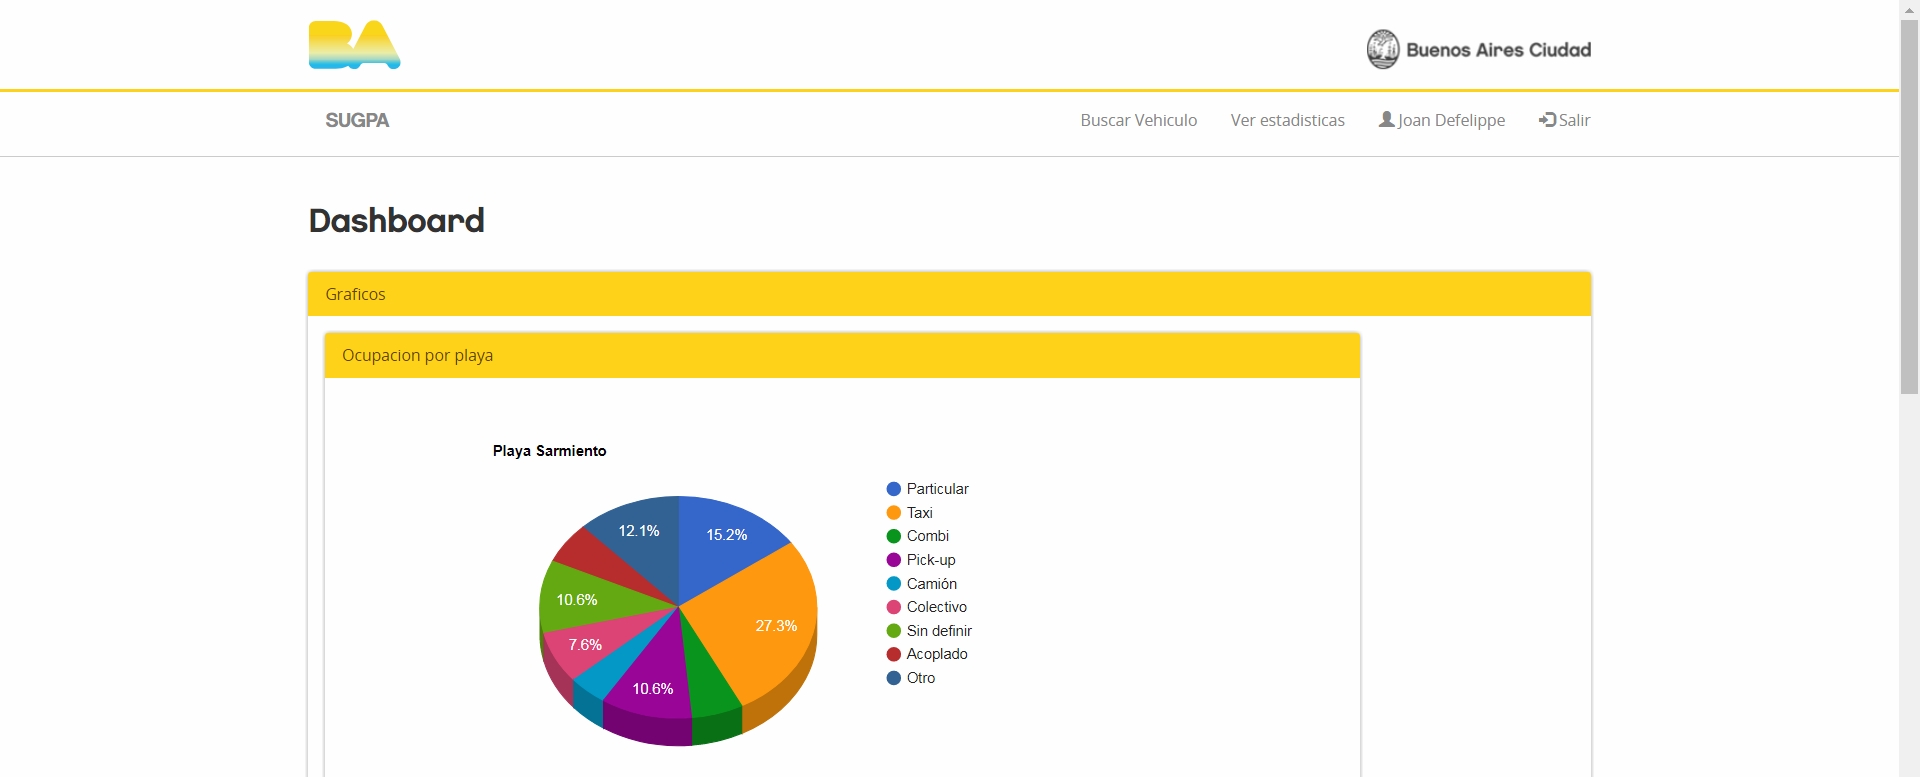 BA
Buenos Aires Ciudad
SUGPA
Buscar Vehiculo
Ver estadisticas
Joan Defelippe
Salir
Dashboard
Graficos
Ocupacion por playa
Playa Sarmiento
12.1%
15.2%
10.6%
27.3%
7.6%
10.6%
Particular
Taxi
Combi
Pick-up
Camión
Colectivo
Sin definir
Acoplado
Otro